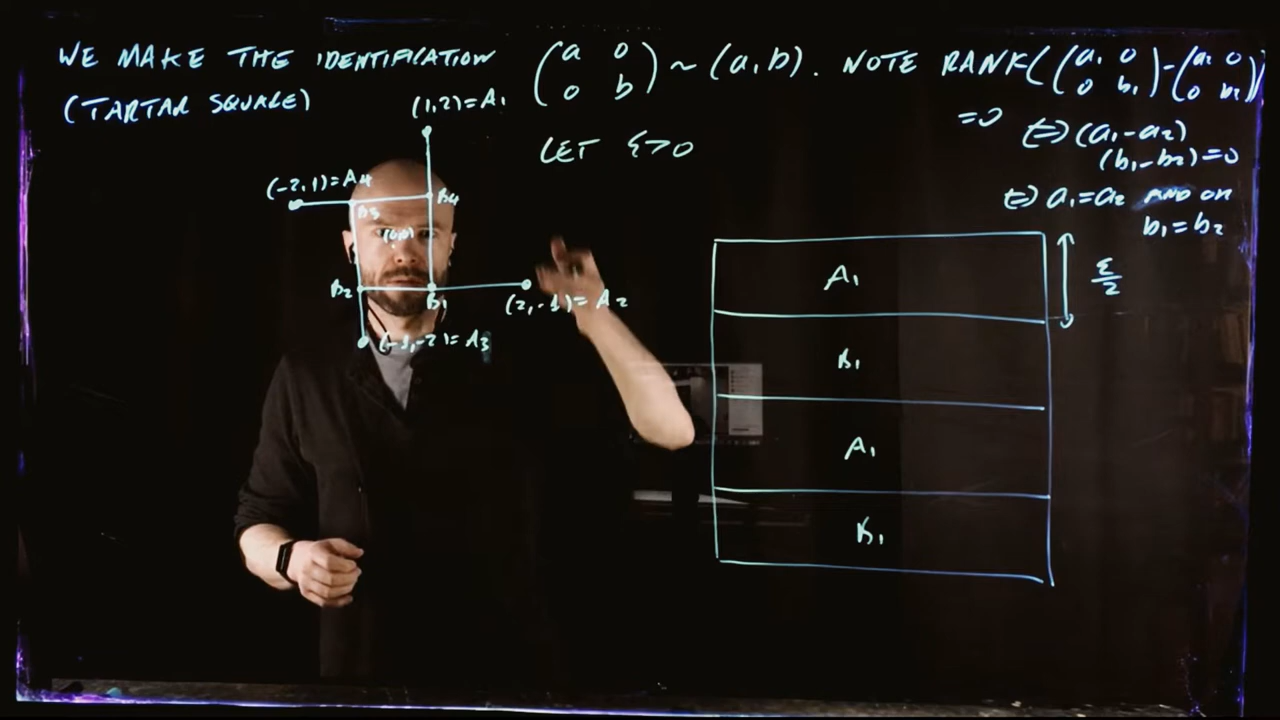 WE MAKE THE IDENTIFICATION (a 0 0 b) ~ (a, b). NOTE RANK((a₁ 0 0 b₁) - (a₂ 0 0 b₂))
(TARTAR SQUARE)
=0
⇔ (a₁-a₂)
(b₁-b₂)=0
⇔ a₁=a₂ AND OR
b₁=b₂
LET ξ>0
(1,2)=A₁
(-2,1)=A₄
B₃
B₄
(0,0)
B₂
B₁
(2,-1)=A₂
(-1,-2)=A₃
A₁
Σ/2
B₁
A₁
B₁